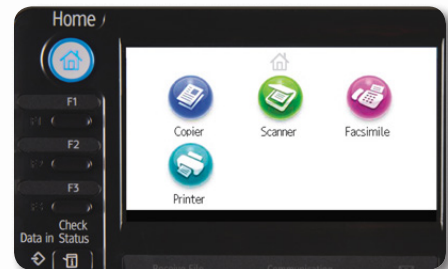 Home
F1
F2
F3
Check
Data in Status
Copier
Scanner
Facsimile
Printer